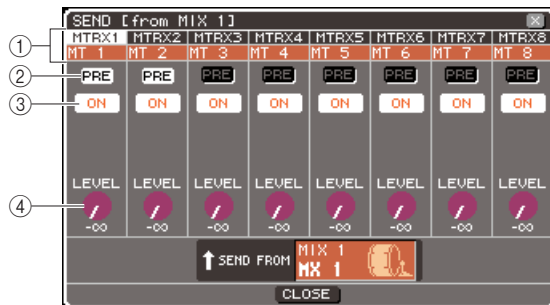 SEND [from MIX 1]
MTRX1 MTRX2 MTRX3 MTRX4 MTRX5 MTRX6 MTRX7 MTRX8
① MT 1 MT 2 MT 3 MT 4 MT 5 MT 6 MT 7 MT 8
② PRE PRE PRE PRE PRE PRE PRE PRE
③ ON ON ON ON ON ON ON ON
LEVEL LEVEL LEVEL LEVEL LEVEL LEVEL LEVEL LEVEL
④
-∞ -∞ -∞ -∞ -∞ -∞ -∞ -∞
SEND FROM MIX 1
MX 1
CLOSE